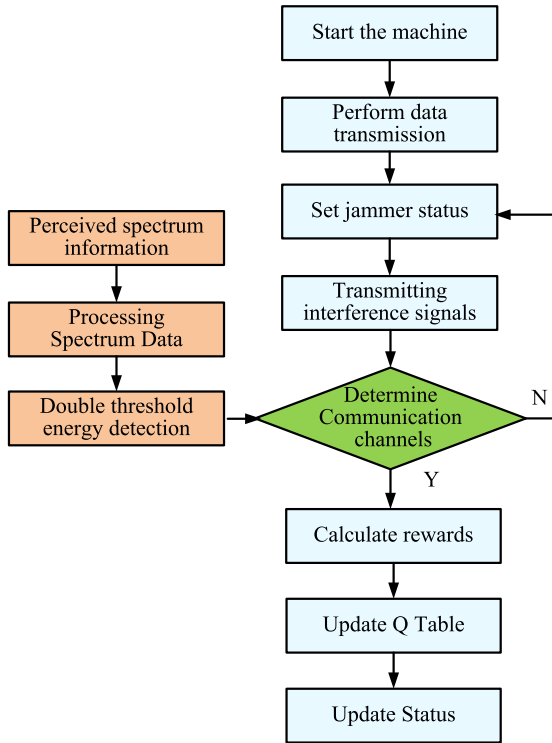 Start the machine
Perform data
transmission
Set jammer status
Perceived spectrum
information
Transmitting
interference signals
Processing
Spectrum Data
Determine
Communication
channels
N
Double threshold
energy detection
Y
Calculate rewards
Update Q Table
Update Status